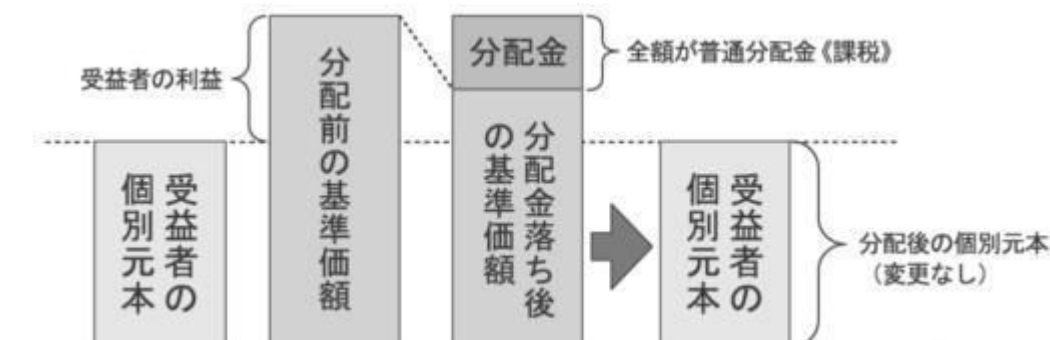 受益者の利益
受益者の
個別元本
分配前の基準価額
分配金
全額が普通分配金《課税》
分配金落ち後
の基準価額
受益者の
個別元本
分配後の個別元本
（変更なし）